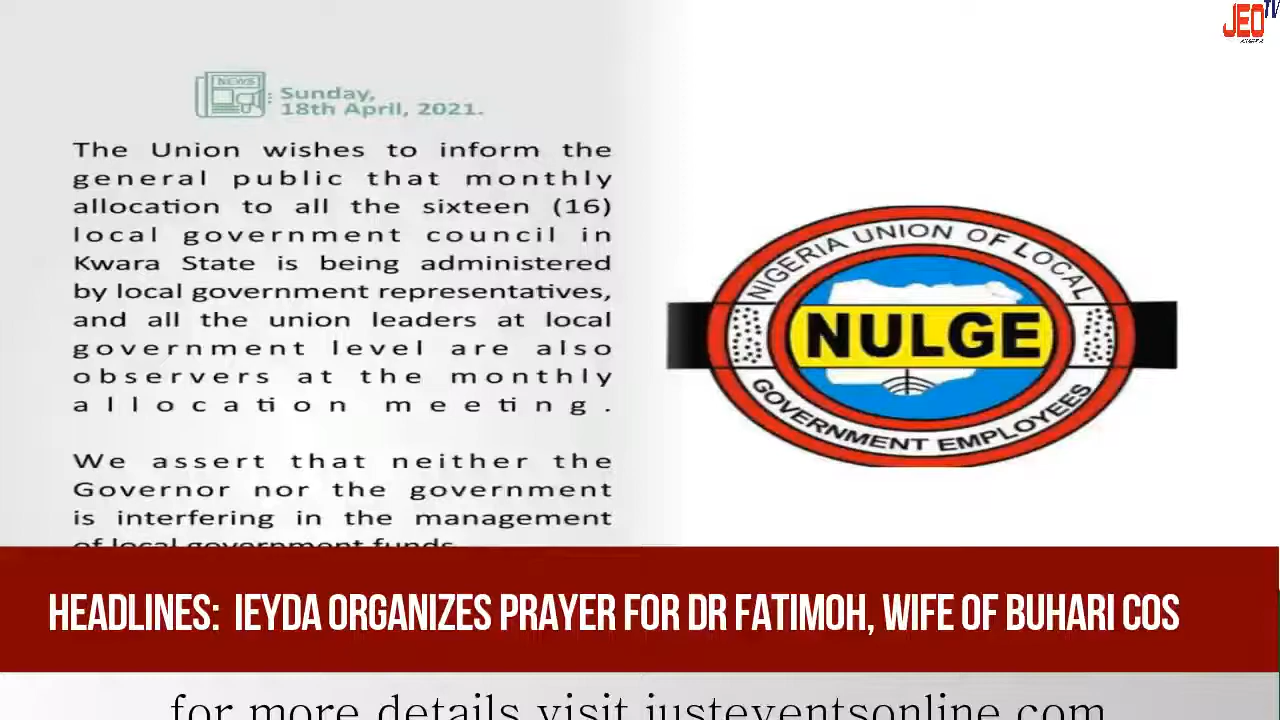 JEO TV
NEWS
Sunday,
18th April, 2021.
The Union wishes to inform the
general public that monthly
allocation to all the sixteen (16)
local government council in
Kwara State is being administered
by local government representatives,
and all the union leaders at local
government level are also
observers at the monthly
allocation meeting.
We assert that neither the
Governor nor the government
is interfering in the management
of local government funds
NIGERIA UNION OF LOCAL
NULGE
GOVERNMENT EMPLOYEES
HEADLINES: IEYDA ORGANIZES PRAYER FOR DR FATIMOH, WIFE OF BUHARI COS
for more details visit justeventsonline.com